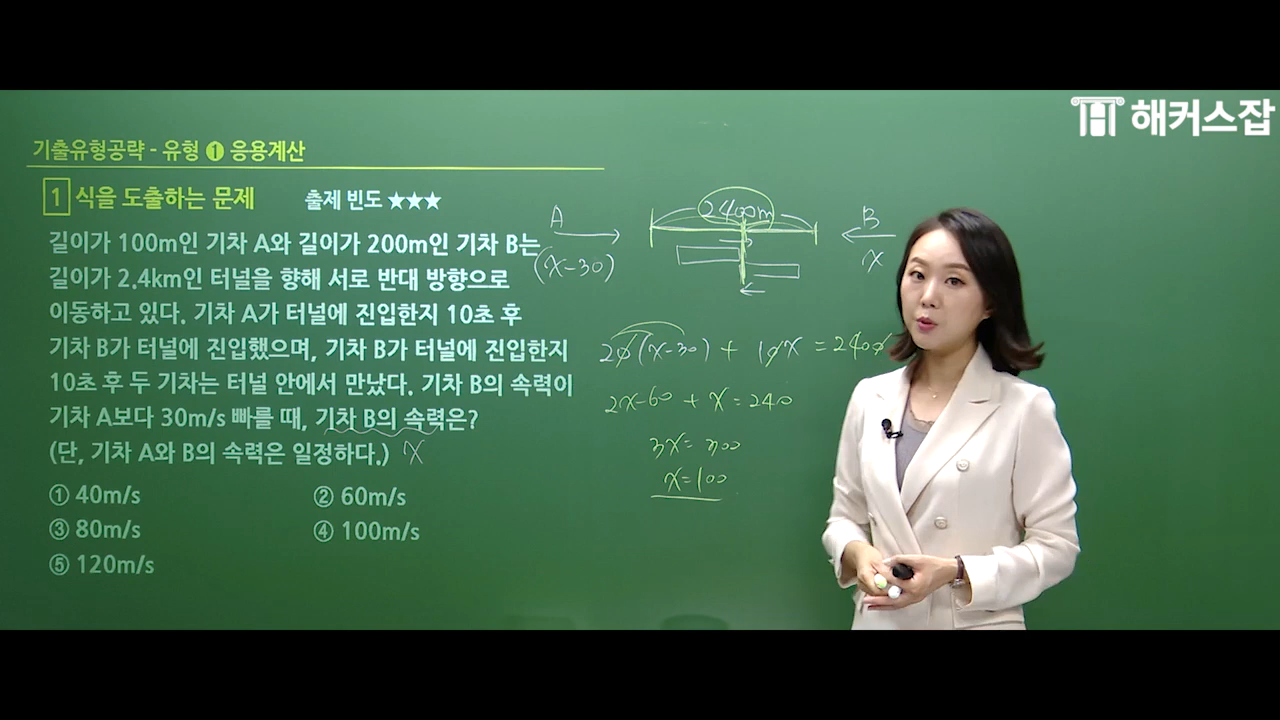 해커스잡
기출유형공략 - 유형 ❶ 응용계산
1 식을 도출하는 문제 출제 빈도 ★★★
길이가 100m인 기차 A와 길이가 200m인 기차 B는
길이가 2.4km인 터널을 향해 서로 반대 방향으로
이동하고 있다. 기차 A가 터널에 진입한지 10초 후
기차 B가 터널에 진입했으며, 기차 B가 터널에 진입한지
10초 후 두 기차는 터널 안에서 만났다. 기차 B의 속력이
기차 A보다 30m/s 빠를 때, 기차 B의 속력은?
(단, 기차 A와 B의 속력은 일정하다.) x
① 40m/s ② 60m/s
③ 80m/s ④ 100m/s
⑤ 120m/s
A 2400m B
(x-30) x
20(x-30) + 10x = 2400
2x-60 + x = 240
3x = 300
x=100